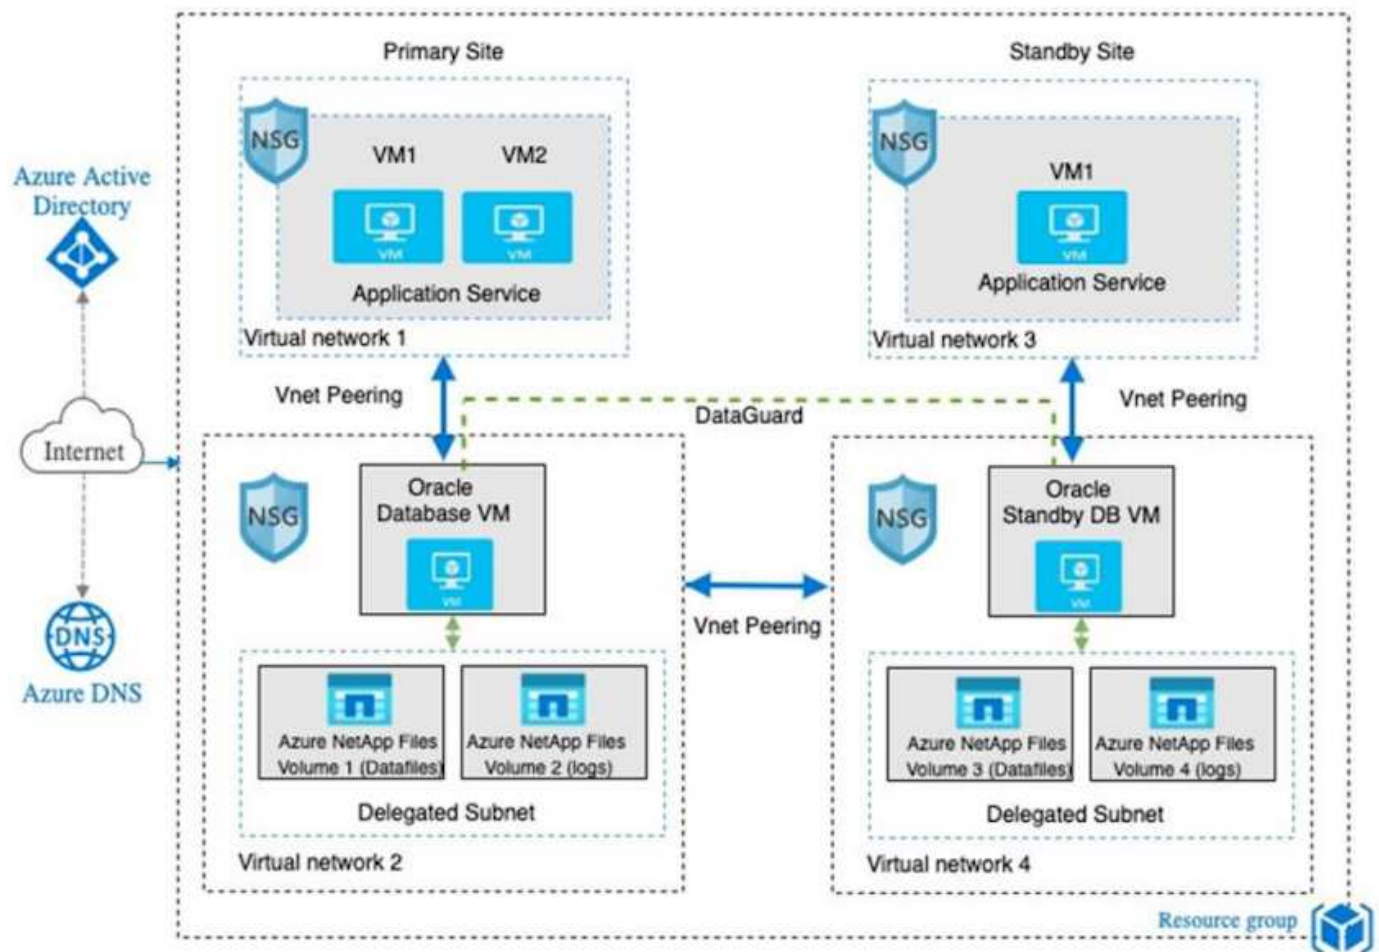 Primary Site
Standby Site
NSG
VM1
VM2
VM
VM
Application Service
Virtual network 1
NSG
VM1
VM
Application Service
Virtual network 3
Azure Active
Directory
Internet
DNS
Azure DNS
Vnet Peering
DataGuard
Vnet Peering
NSG
Oracle
Database VM
VM
Vnet Peering
NSG
Oracle
Standby DB VM
VM
Azure NetApp Files
Volume 1 (Datafiles)
Azure NetApp Files
Volume 2 (logs)
Delegated Subnet
Virtual network 2
Azure NetApp Files
Volume 3 (Datafiles)
Azure NetApp Files
Volume 4 (logs)
Delegated Subnet
Virtual network 4
Resource group